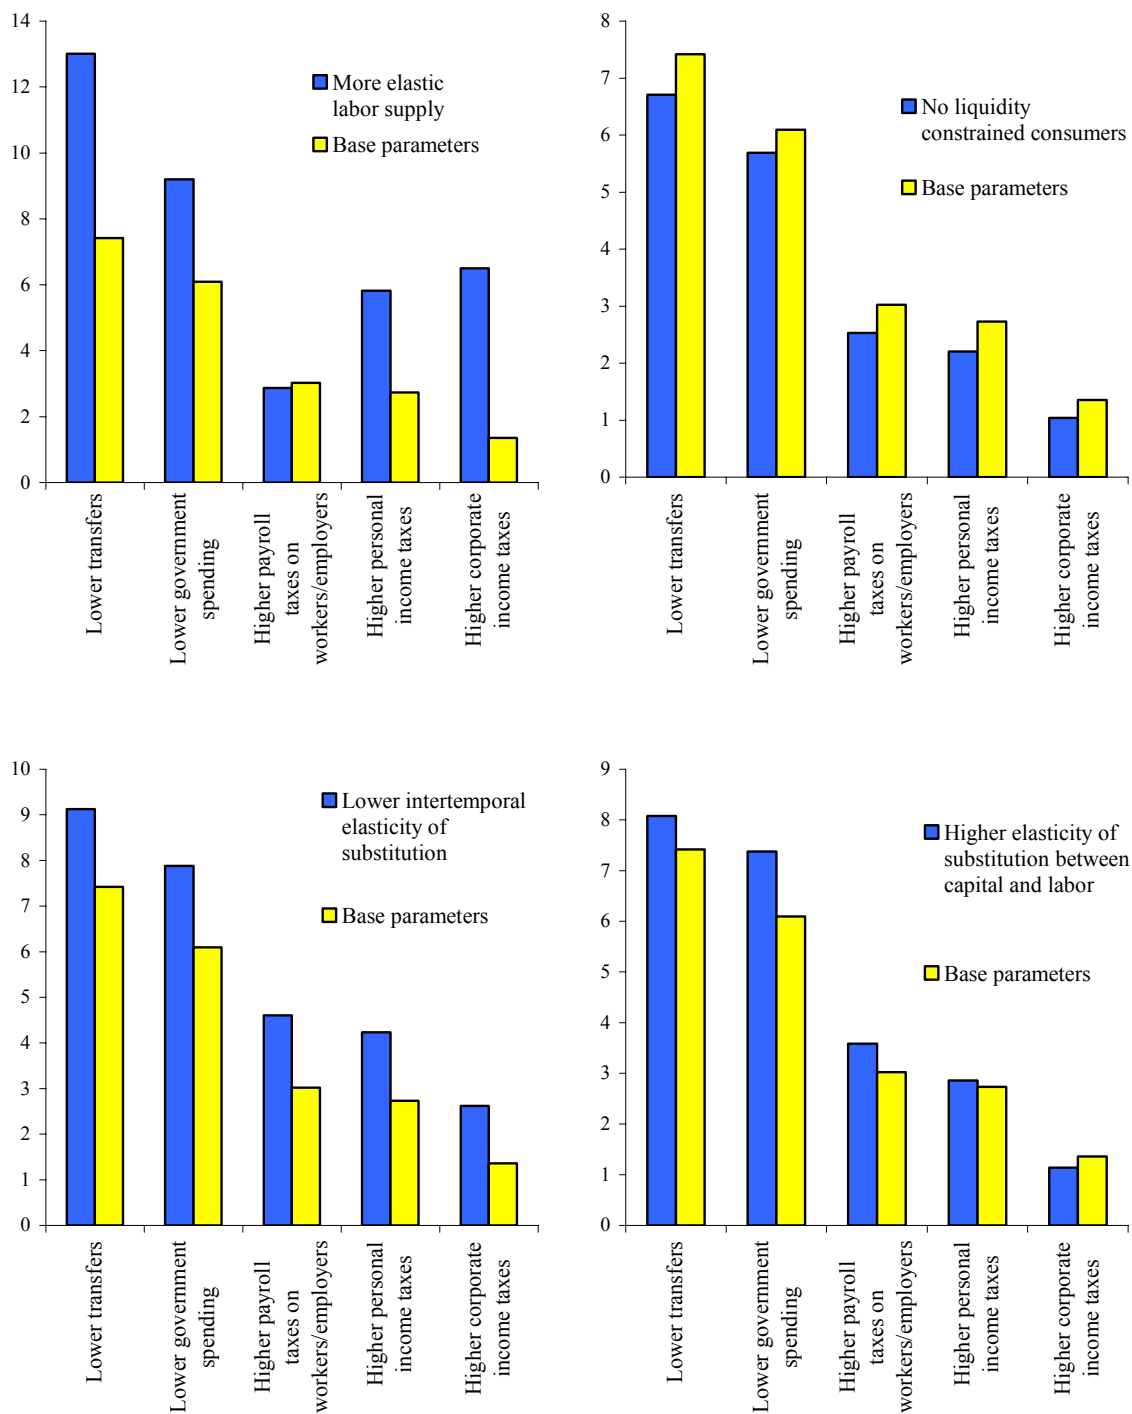 14
12
10
8
6
4
2
0
More elastic
labor supply
Base parameters
Lower transfers
Lower government
spending
Higher payroll
taxes on
workers/employers
Higher personal
income taxes
Higher corporate
income taxes
8
7
6
5
4
3
2
1
0
No liquidity
constrained consumers
Base parameters
Lower transfers
Lower government
spending
Higher payroll
taxes on
workers/employers
Higher personal
income taxes
Higher corporate
income taxes
10
9
8
7
6
5
4
3
2
1
0
Lower intertemporal
elasticity of
substitution
Base parameters
Lower transfers
Lower government
spending
Higher payroll
taxes on
workers/employers
Higher personal
income taxes
Higher corporate
income taxes
9
8
7
6
5
4
3
2
1
0
Higher elasticity of
substitution between
capital and labor
Base parameters
Lower transfers
Lower government
spending
Higher payroll
taxes on
workers/employers
Higher personal
income taxes
Higher corporate
income taxes